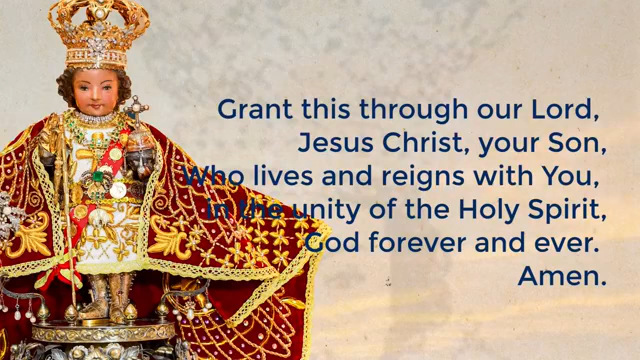 Grant this through our Lord,
Jesus Christ, your Son,
Who lives and reigns with You,
in the unity of the Holy Spirit,
God forever and ever.
Amen.